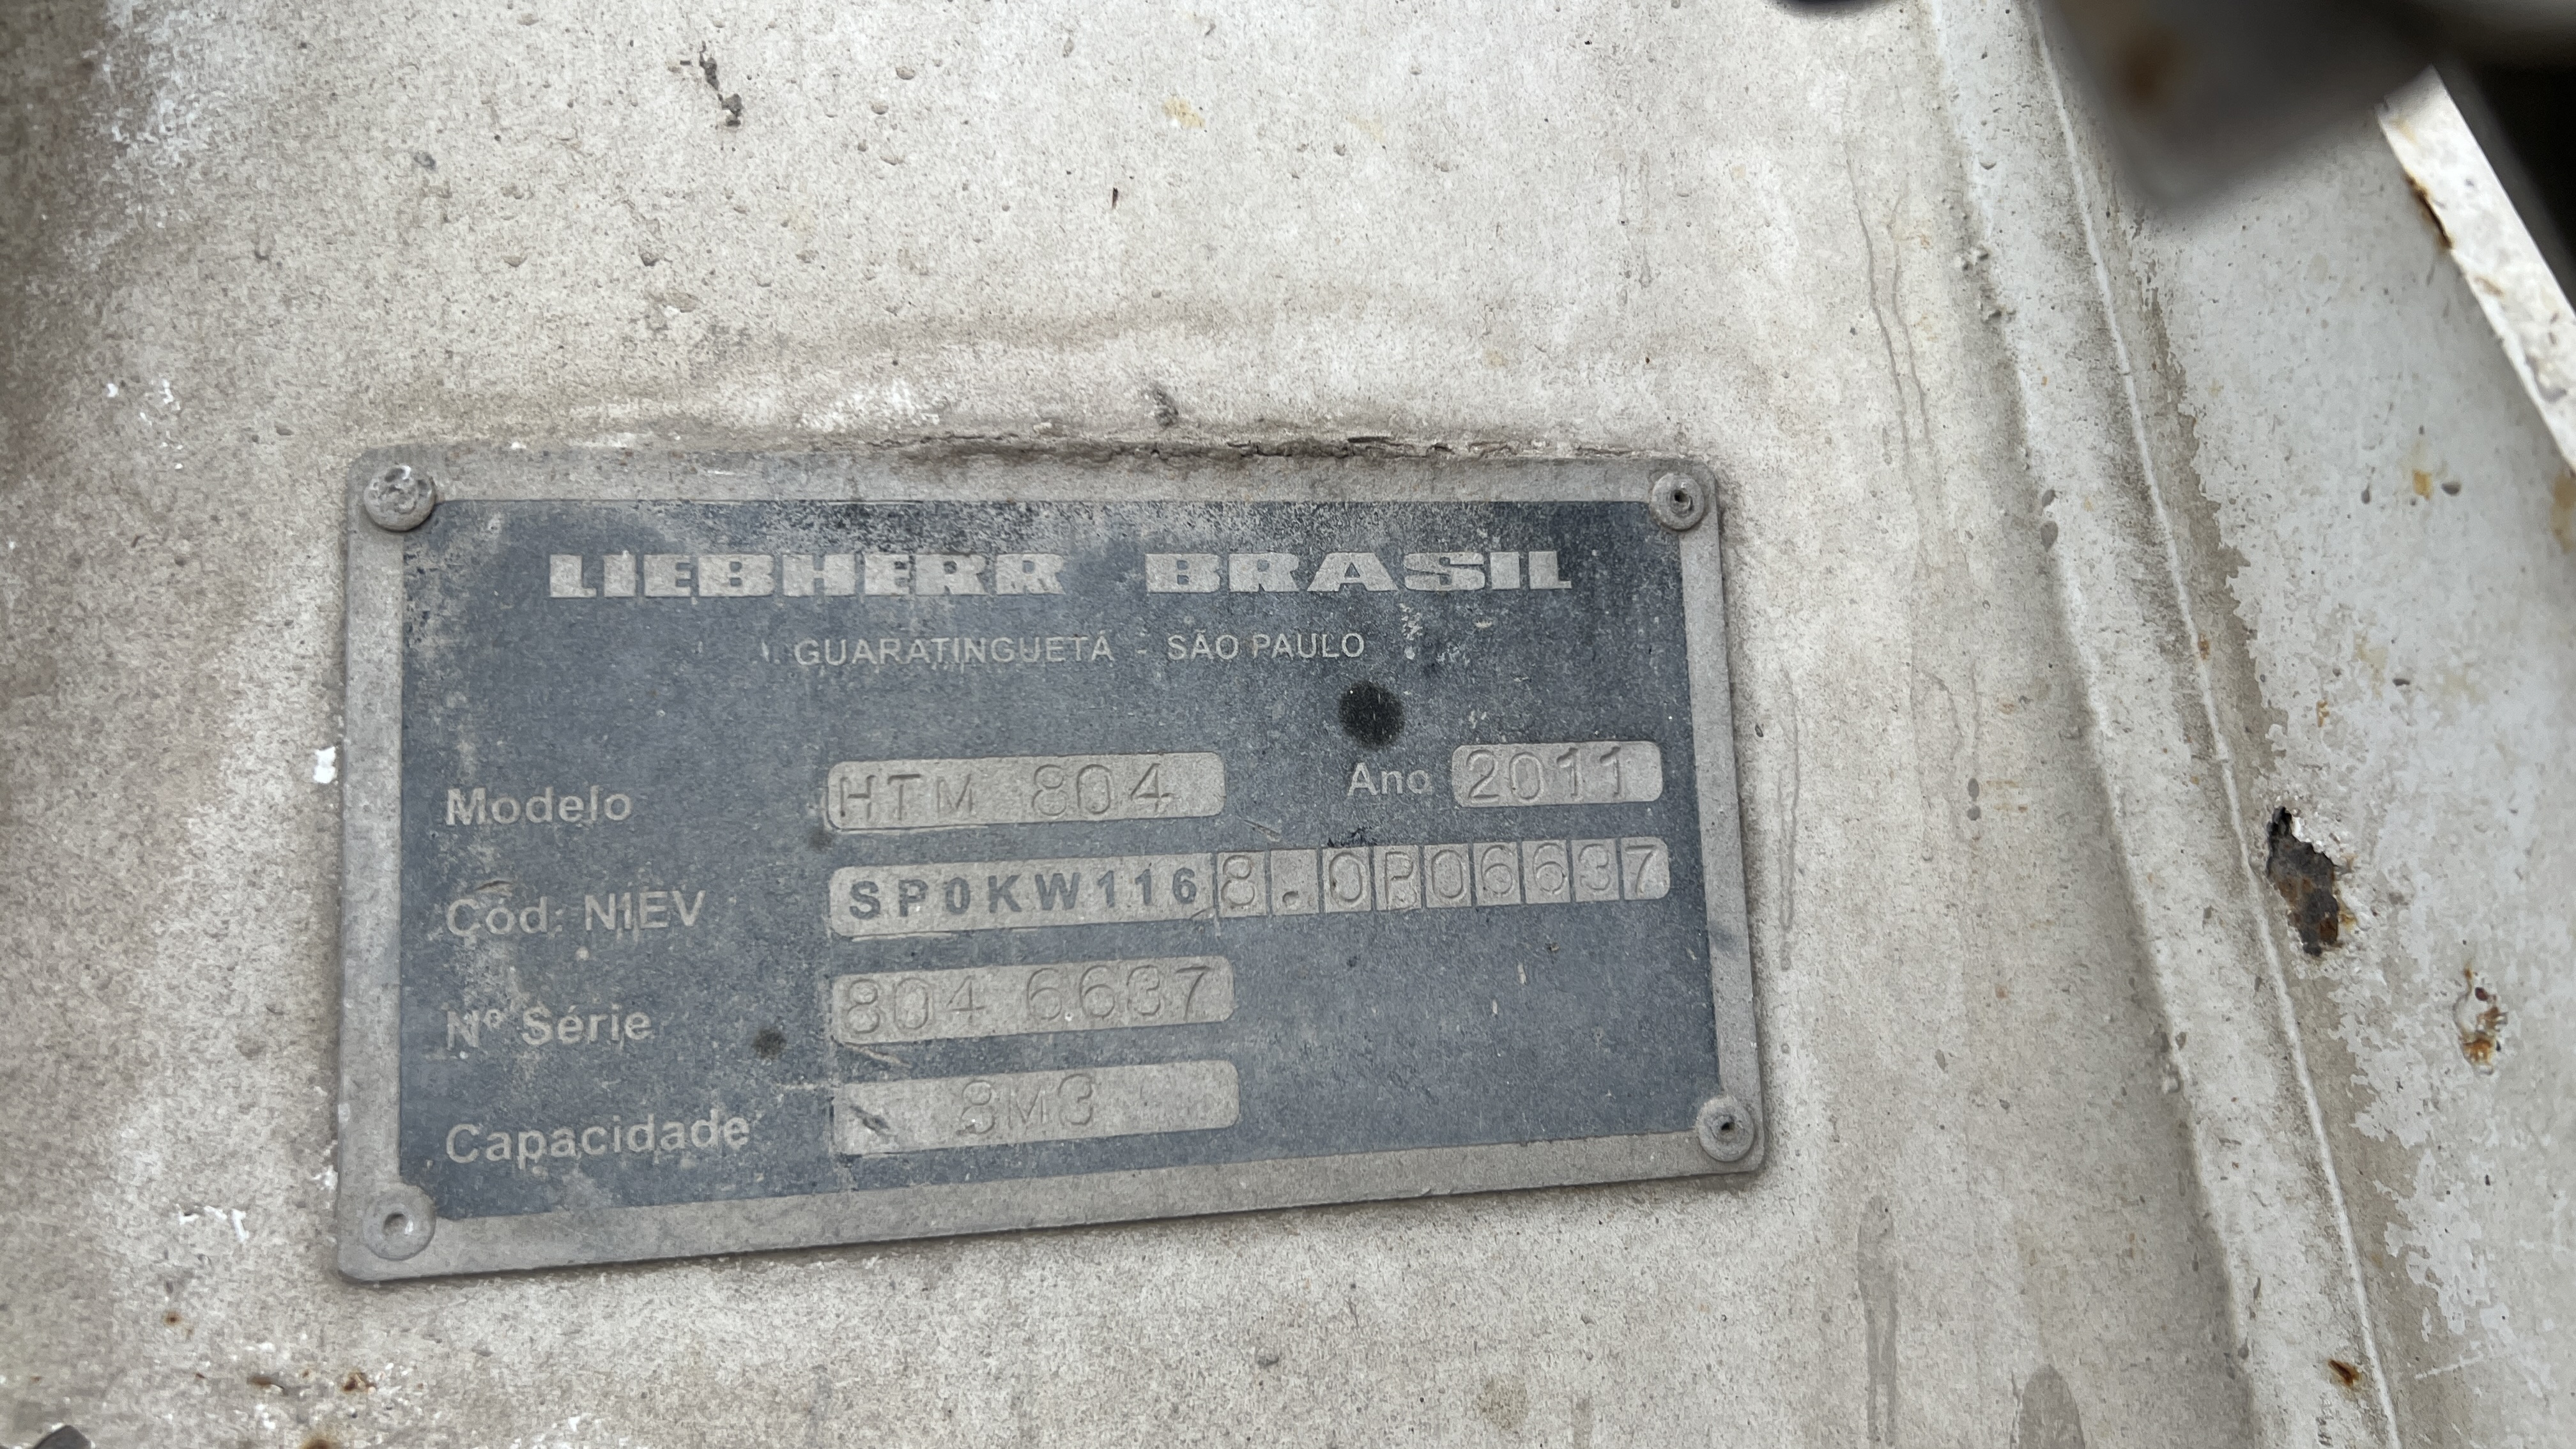 LIEBHERR BRASIL
GUARATINGUETÁ - SÃO PAULO
Modelo HTM 804 Ano 2011
Cód. NIEV SP0KW1168.0B06637
Nº Série 804 6637
Capacidade 8M3